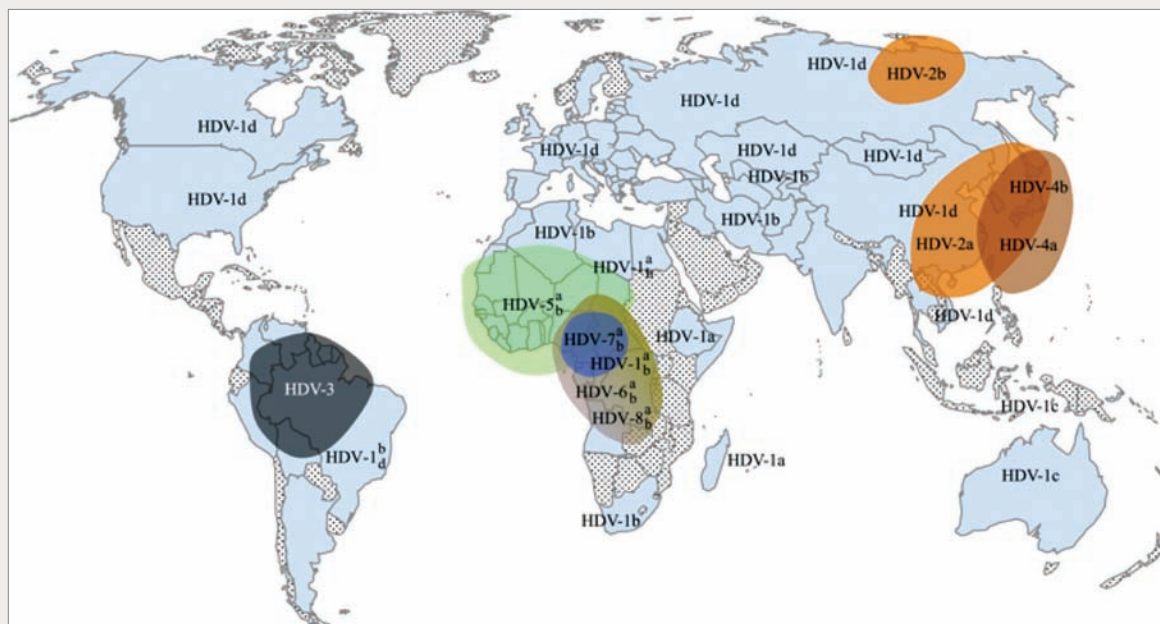 HDV-1d
HDV-2b
HDV-1d
HDV-1d
HDV-1d
HDV-1d
HDV-1d
HDV-1b
HDV-4b
HDV-1d
HDV-1d
HDV-1b
HDV-1b
HDV-2a
HDV-4a
HDV-1 a
HDV-5 a b
HDV-1d
HDV-7 a b
HDV-1a
HDV-1 a b
HDV-3
HDV-6 a b
HDV-1c
HDV-8 a b
HDV-1 b d
HDV-1a
HDV-1c
HDV-1b